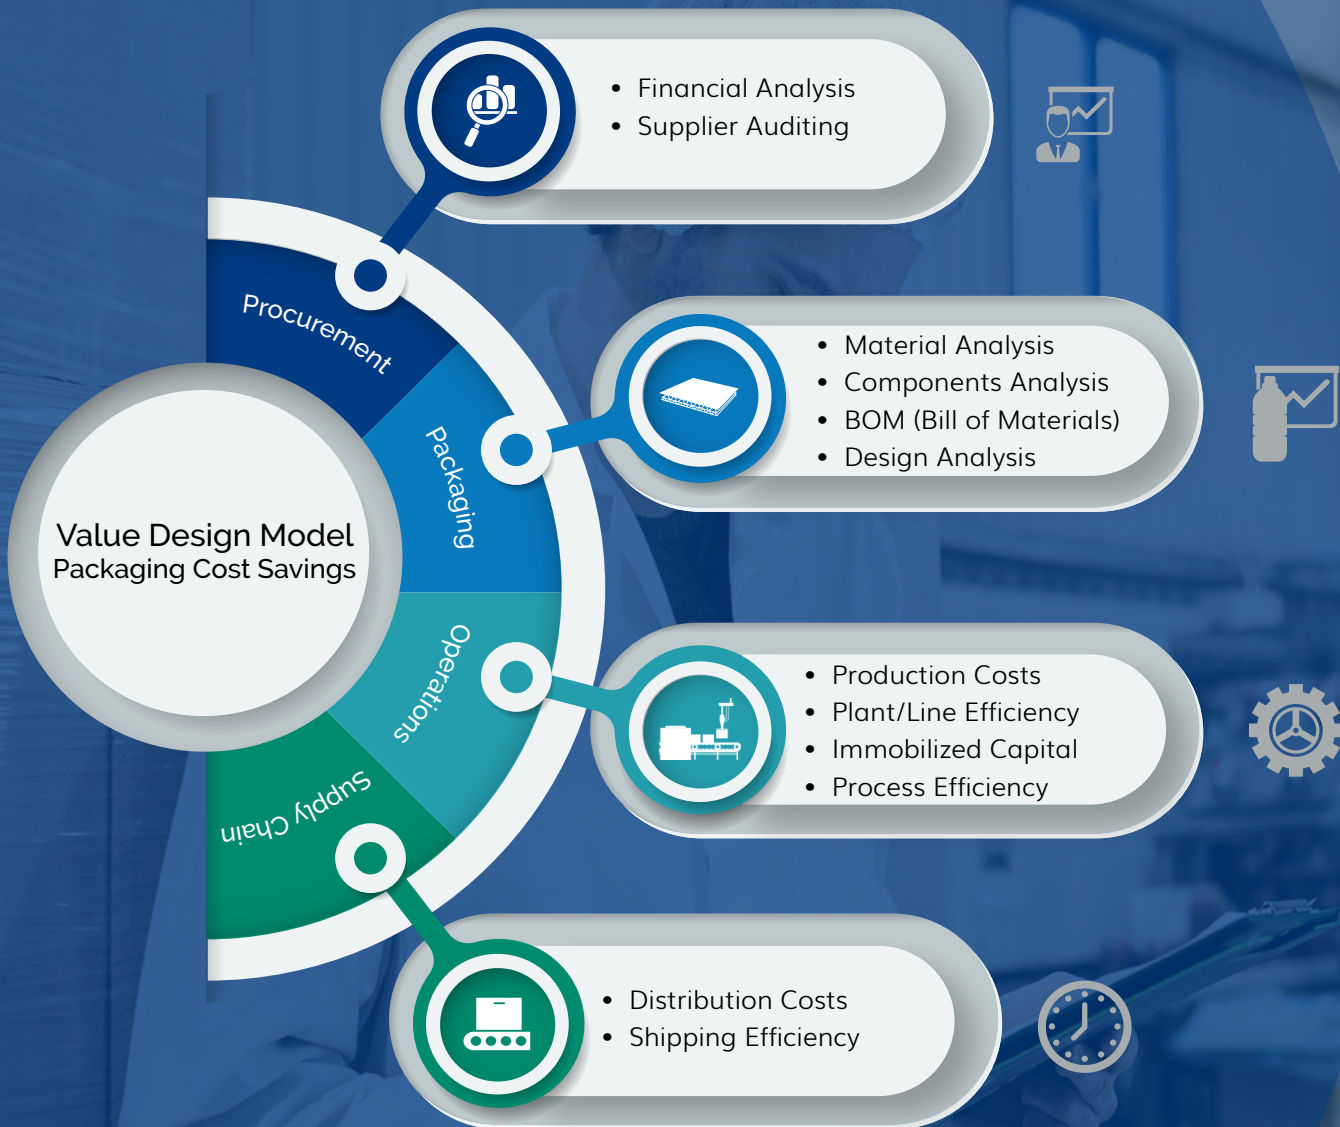 Value Design Model
Packaging Cost Savings
Procurement
• Financial Analysis
• Supplier Auditing
Packaging
• Material Analysis
• Components Analysis
• BOM (Bill of Materials)
• Design Analysis
Operations
• Production Costs
• Plant/Line Efficiency
• Immobilized Capital
• Process Efficiency
Supply Chain
• Distribution Costs
• Shipping Efficiency